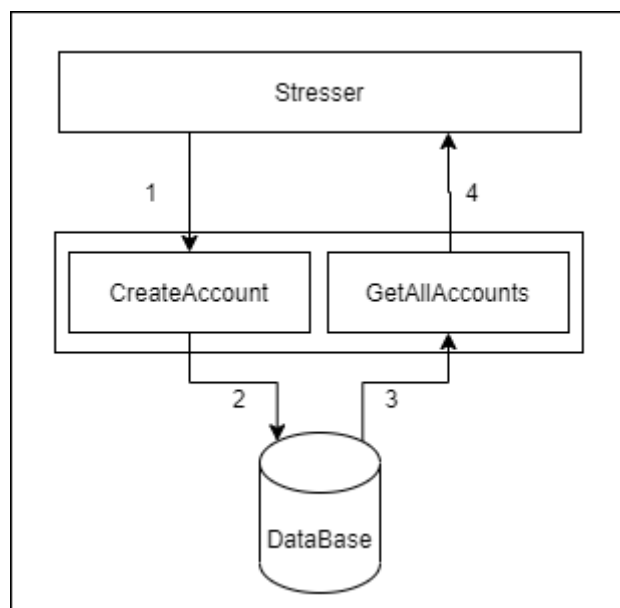 Stresser
1
4
CreateAccount
GetAllAccounts
2
3
DataBase